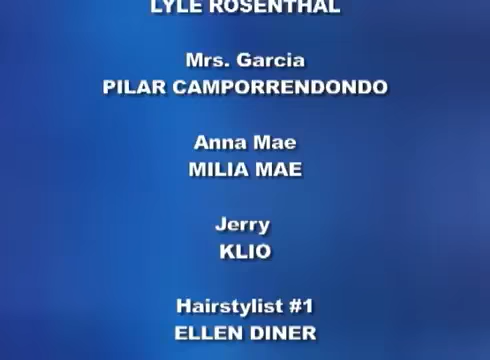 LYLE ROSENTHAL
Mrs. Garcia
PILAR CAMPORRENDONDO
Anna Mae
MILIA MAE
Jerry
KLIO
Hairstylist #1
ELLEN DINER